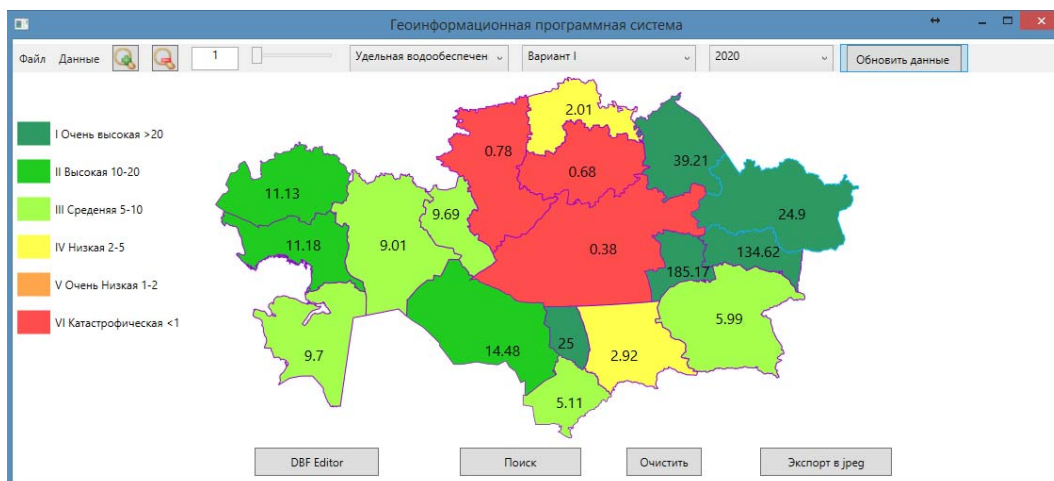 Геоинформационная программная система
Файл Данные 1 Удельная водообеспечен Вариант I 2020 Обновить данные
I Очень высокая >20
II Высокая 10-20
III Среденяя 5-10
IV Низкая 2-5
V Очень Низкая 1-2
VI Катастрофическая <1
2.01
0.78
39.21
0.68
11.13
9.69
24.9
11.18
9.01
0.38
134.62
185.17
5.99
9.7
14.48
25
2.92
5.11
DBF Editor Поиск Очистить Экспорт в jpeg